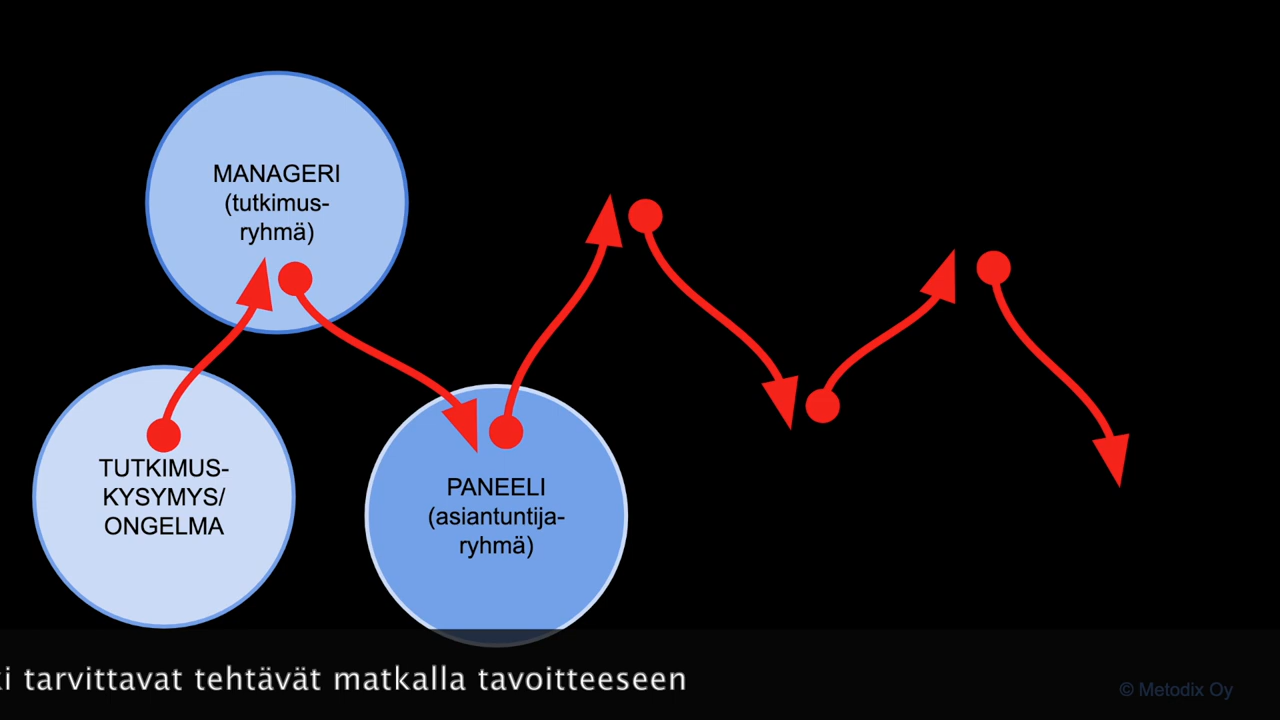 MANAGERI
(tutkimus-
ryhmä)
TUTKIMUS-
KYSYMYS/
ONGELMA
PANEELI
(asiantuntija-
ryhmä)
tarvittavat tehtävät matkalla tavoitteeseen
© Metodix Oy